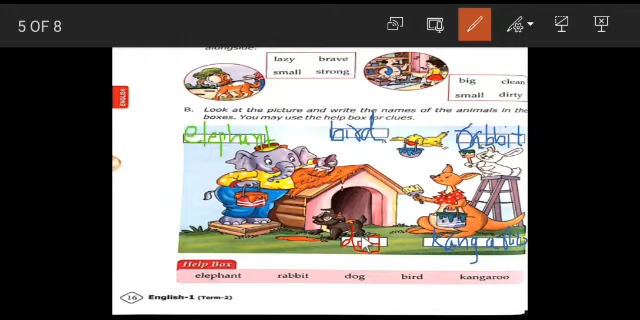 5 OF 8
alongside.
lazy brave
small strong
big clean
small dirty
ENGLISH
B. Look at the picture and write the names of the animals in the
boxes. You may use the help box for clues.
elephant bird rabbit
dog kangaroo
Help Box
elephant rabbit dog bird kangaroo
16 English-1 (Term-2)